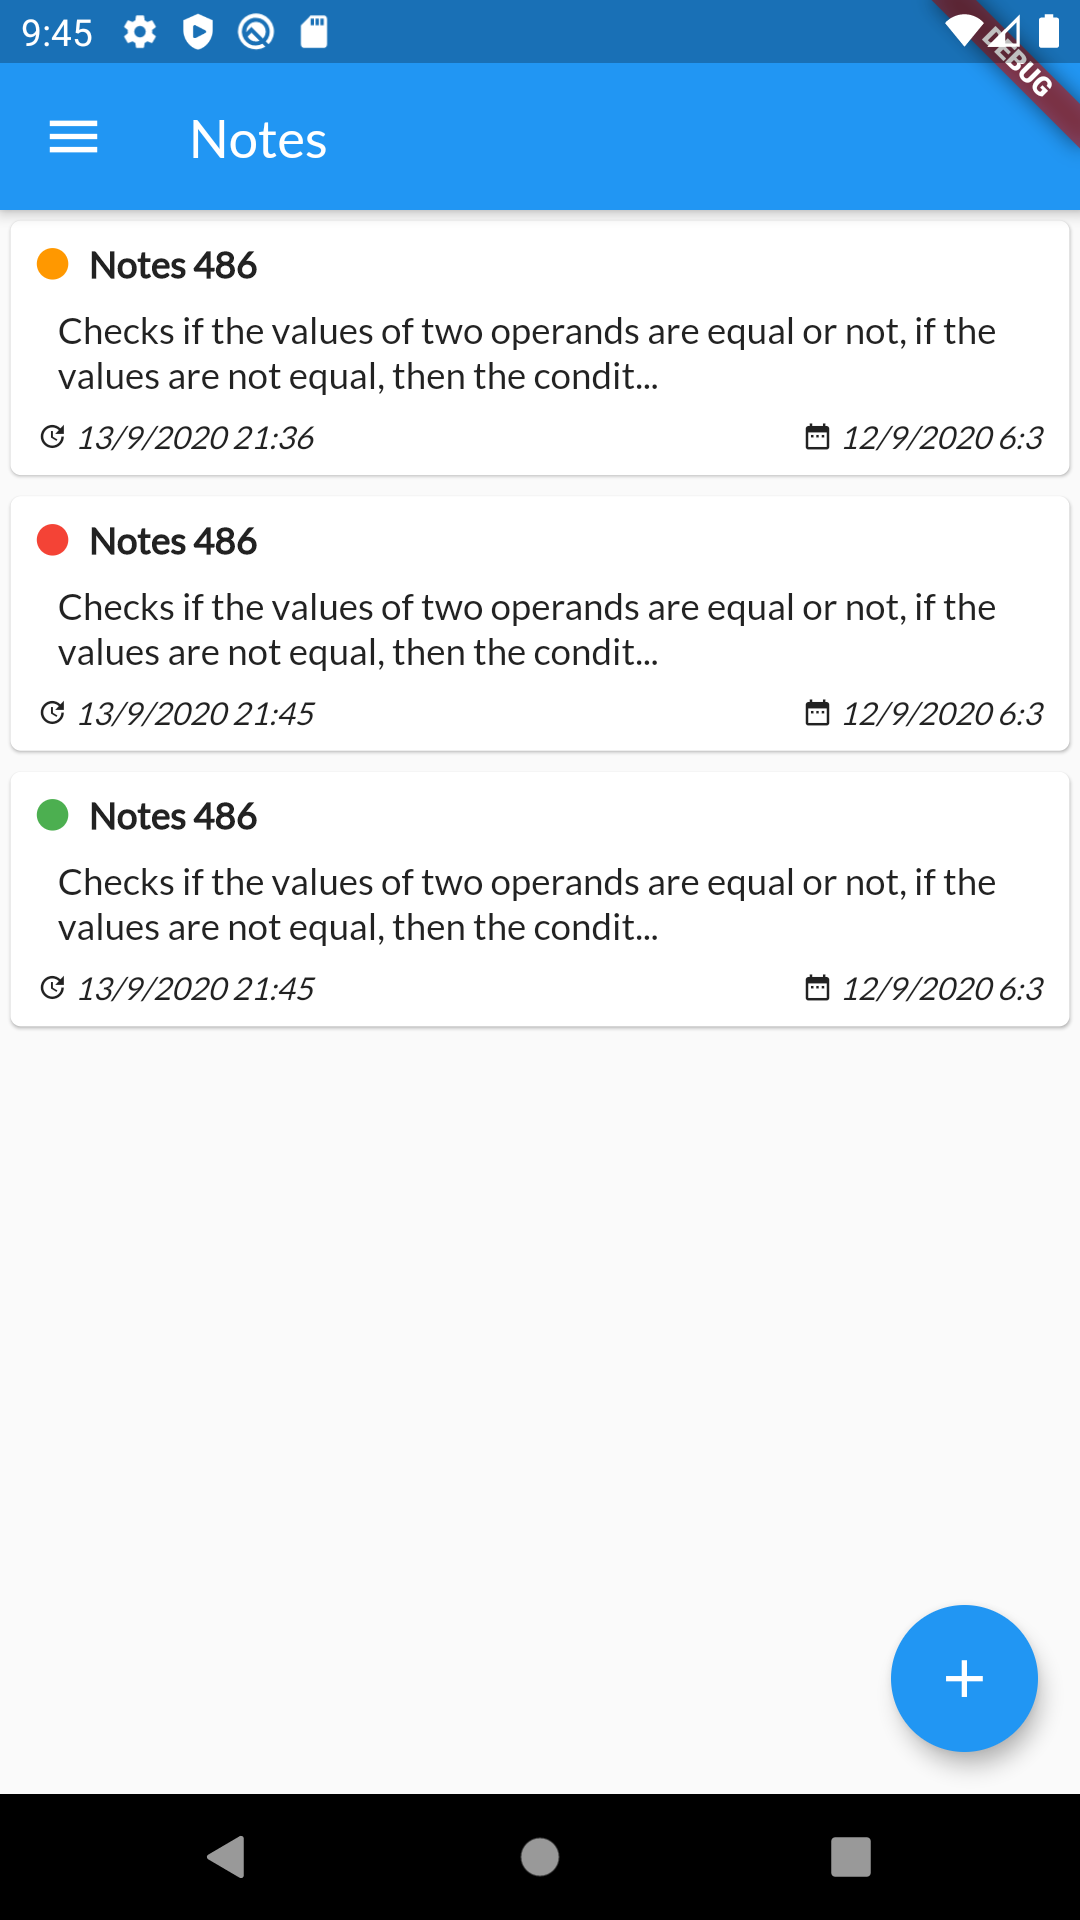 9:45
DEBUG
Notes
Notes 486
Checks if the values of two operands are equal or not, if the
values are not equal, then the condit...
13/9/2020 21:36 12/9/2020 6:3
Notes 486
Checks if the values of two operands are equal or not, if the
values are not equal, then the condit...
13/9/2020 21:45 12/9/2020 6:3
Notes 486
Checks if the values of two operands are equal or not, if the
values are not equal, then the condit...
13/9/2020 21:45 12/9/2020 6:3